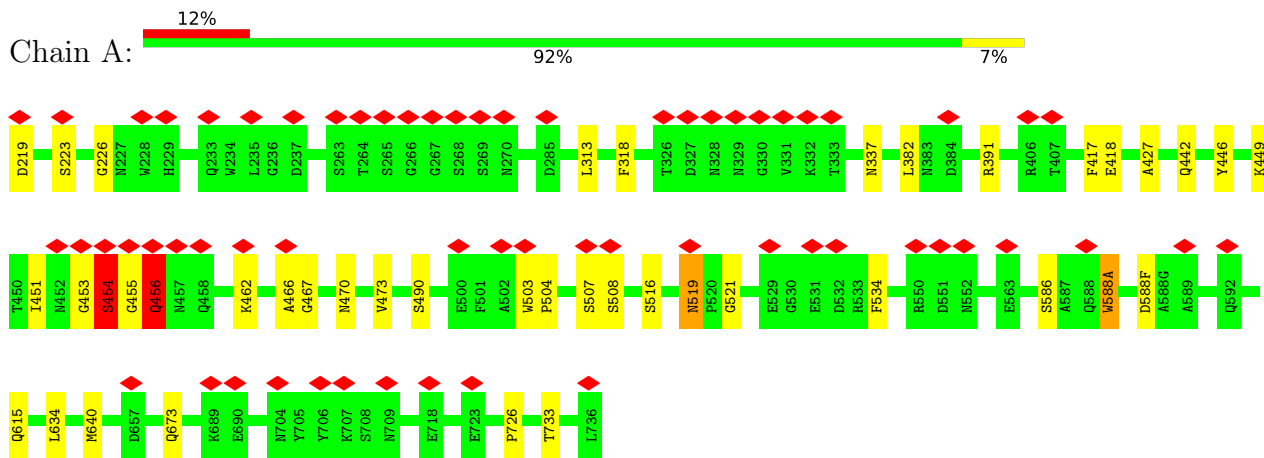 12%
Chain A:
92% 7%
D219 S223 G226 N227 W228 H229 Q233 W234 L235 G236 D237 S263 T264 S265 G266 G267 S268 S269 N270 D285 L313 F318 T326 D327 N328 N329 G330 V331 K332 T333 N337 L382 N383 D384 R391 R406 T407 F417 E418 A427 Q442 Y446 K449
T450 I451 N452 G453 S454 G455 Q456 N457 Q458 K462 A466 G467 N470 V473 S490 E500 F501 A502 W503 P504 S507 S508 S516 N519 P520 G521 E529 G530 E531 D532 R533 F534 R550 D551 N552 E563 S586 A587 Q588 W588A D588F A588G A589 Q592
Q615 L634 M640 D657 Q673 K689 E690 N704 Y705 Y706 K707 S708 N709 E718 E723 P726 T733 L736